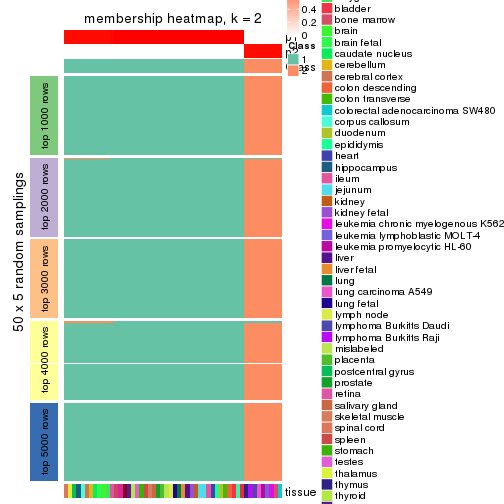 membership heatmap, k = 2
50 x 5 random samplings
top 1000 rows
top 2000 rows
top 3000 rows
top 4000 rows
top 5000 rows
0.4
0.2
0
Class
1
2
tissue
bladder
bone marrow
brain
brain fetal
caudate nucleus
cerebellum
cerebral cortex
colon descending
colon transverse
colorectal adenocarcinoma SW480
corpus callosum
duodenum
epididymis
heart
hippocampus
ileum
jejunum
kidney
kidney fetal
leukemia chronic myelogenous K562
leukemia lymphoblastic MOLT-4
leukemia promyelocytic HL-60
liver
liver fetal
lung
lung carcinoma A549
lung fetal
lymph node
lymphoma Burkitts Daudi
lymphoma Burkitts Raji
mislabeled
placenta
postcentral gyrus
prostate
retina
salivary gland
skeletal muscle
spinal cord
spleen
stomach
testes
thalamus
thymus
thyroid